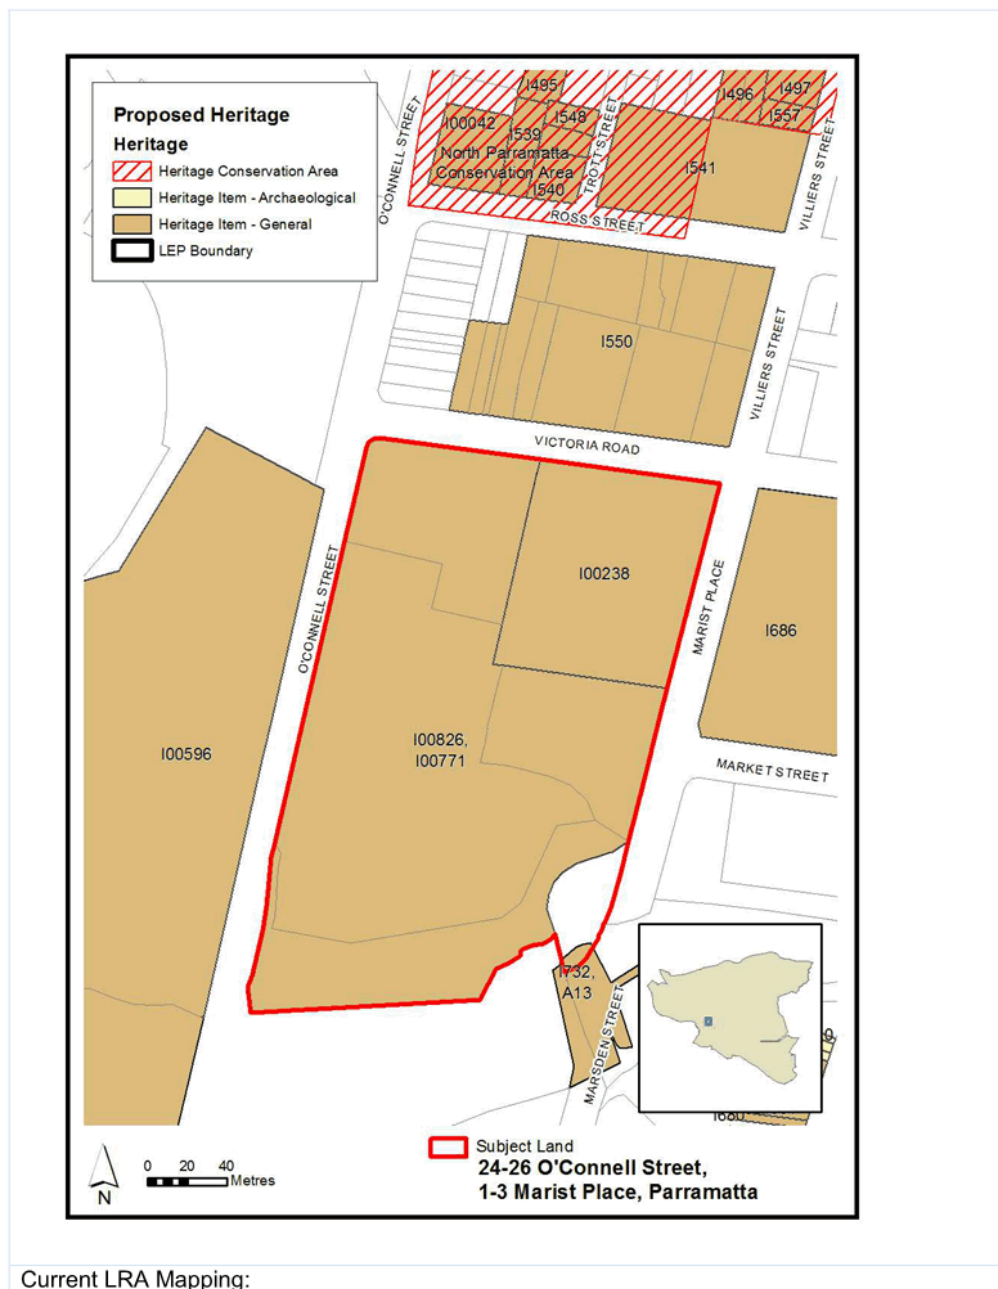 Proposed Heritage
Heritage
Heritage Conservation Area
Heritage Item - Archaeological
Heritage Item - General
LEP Boundary
O'CONNELL STREET
I495
I00042
I548
I539
North Parramatta
Conservation Area
I540
TROTT STREET
I496
I497
I557
I541
VILLIERS STREET
ROSS STREET
I550
VILLIERS STREET
VICTORIA ROAD
I00238
O'CONNELL STREET
MARIST PLACE
I686
I00596
I00826,
I00771
MARKET STREET
I732,
A13
MARSDEN STREET
I680
0 20 40
Metres
N
Subject Land
24-26 O'Connell Street,
1-3 Marist Place, Parramatta
Current LRA Mapping: